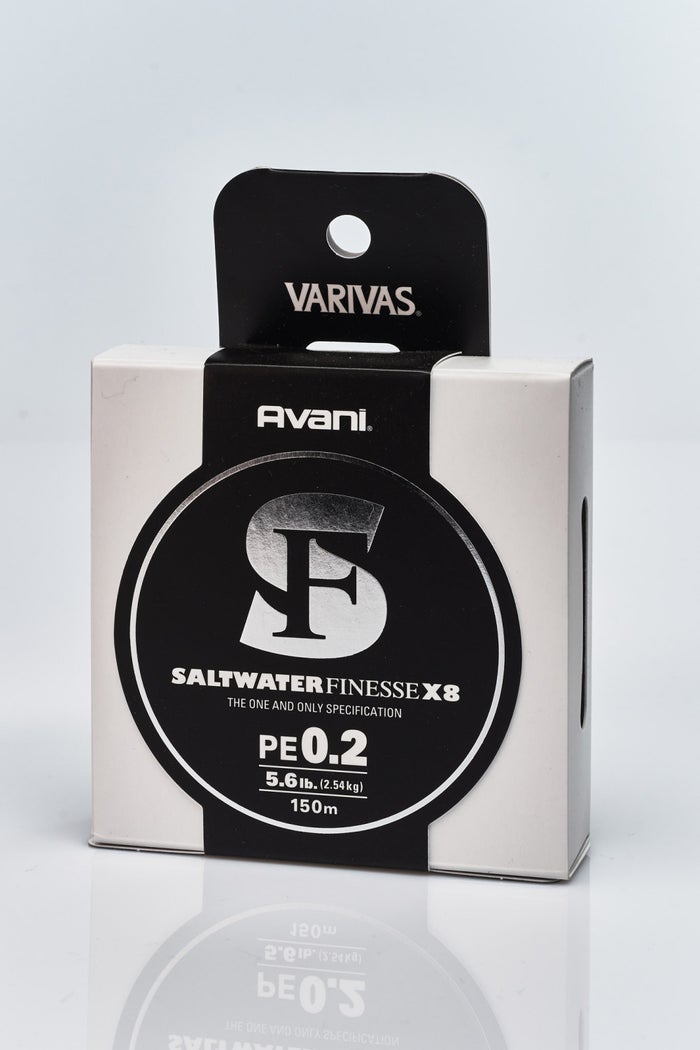 VARIVAS®
Avani®
SF
SALTWATER FINESSE X8
THE ONE AND ONLY SPECIFICATION
PE 0.2
5.6 lb. (2.54kg)
150m